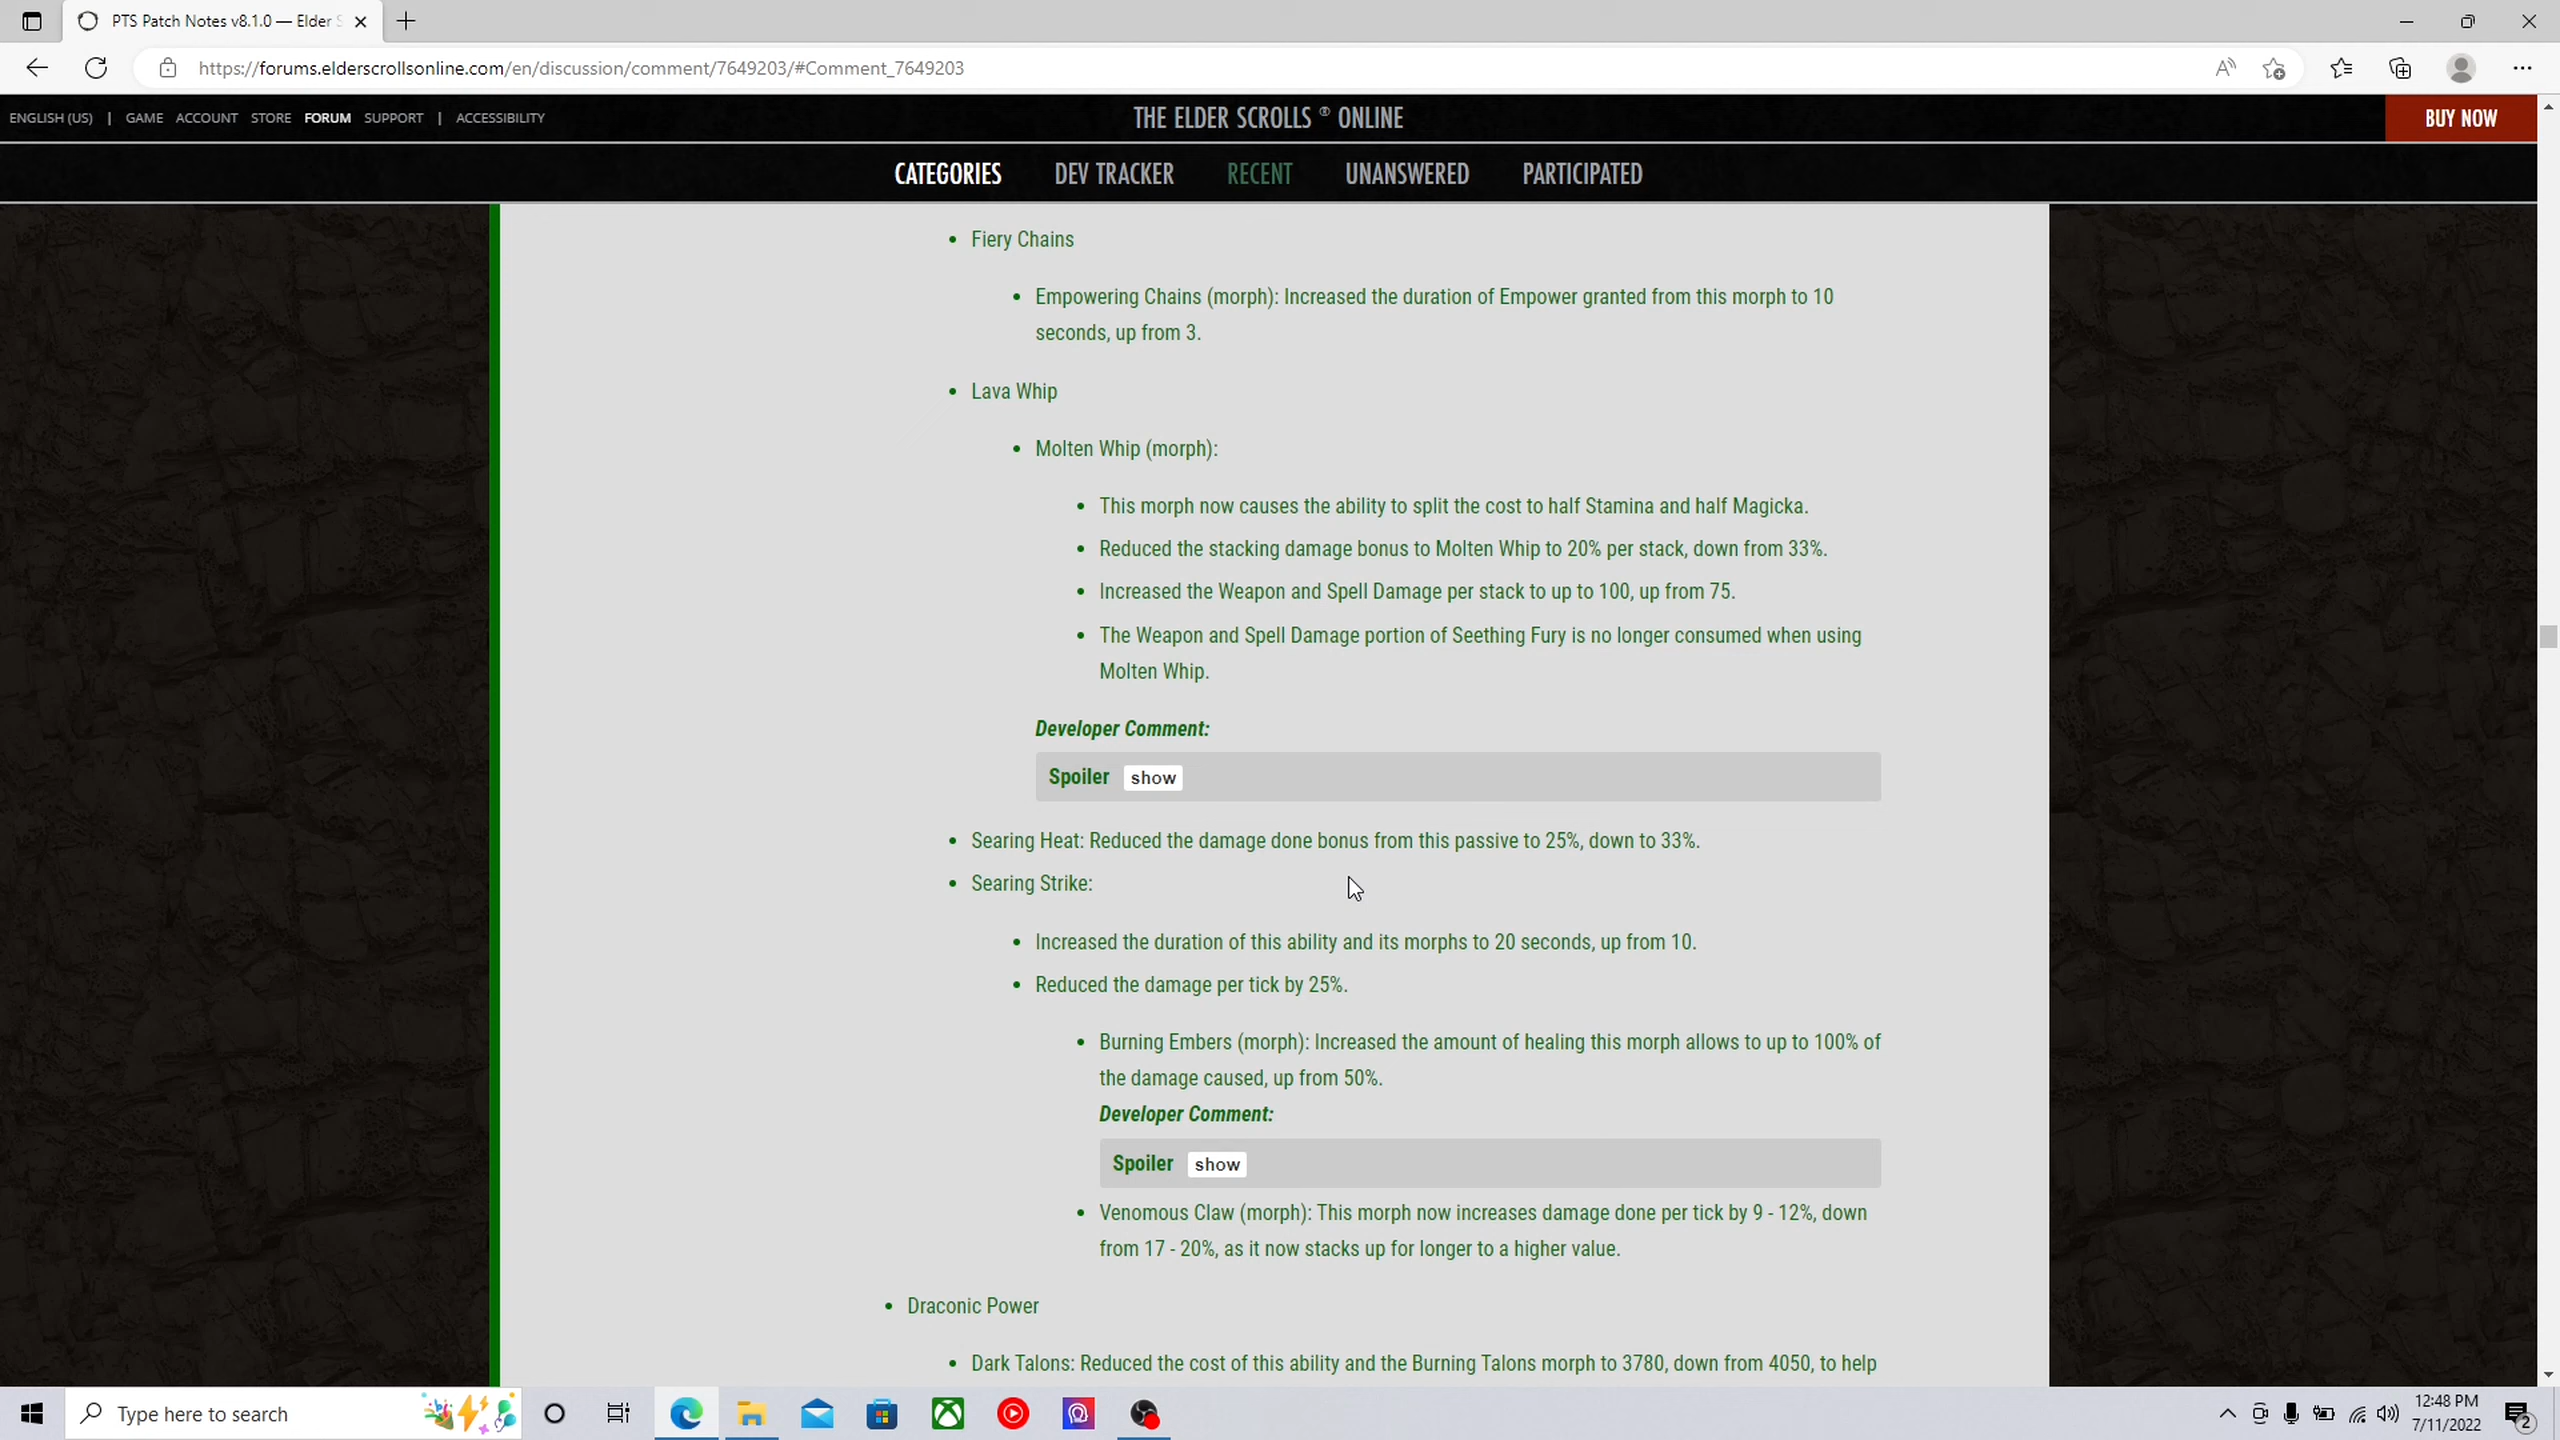 PTS Patch Notes v8.1.0 — Elder S
https://forums.elderscrollsonline.com/en/discussion/comment/7649203/#Comment_7649203
ENGLISH (US) | GAME ACCOUNT STORE FORUM SUPPORT | ACCESSIBILITY
THE ELDER SCROLLS ® ONLINE
BUY NOW
CATEGORIES DEV TRACKER RECENT UNANSWERED PARTICIPATED
• Fiery Chains
• Empowering Chains (morph): Increased the duration of Empower granted from this morph to 10
seconds, up from 3.
• Lava Whip
• Molten Whip (morph):
• This morph now causes the ability to split the cost to half Stamina and half Magicka.
• Reduced the stacking damage bonus to Molten Whip to 20% per stack, down from 33%.
• Increased the Weapon and Spell Damage per stack to up to 100, up from 75.
• The Weapon and Spell Damage portion of Seething Fury is no longer consumed when using
Molten Whip.
Developer Comment:
Spoiler show
• Searing Heat: Reduced the damage done bonus from this passive to 25%, down to 33%.
• Searing Strike:
• Increased the duration of this ability and its morphs to 20 seconds, up from 10.
• Reduced the damage per tick by 25%.
• Burning Embers (morph): Increased the amount of healing this morph allows to up to 100% of
the damage caused, up from 50%.
Developer Comment:
Spoiler show
• Venomous Claw (morph): This morph now increases damage done per tick by 9 - 12%, down
from 17 - 20%, as it now stacks up for longer to a higher value.
• Draconic Power
• Dark Talons: Reduced the cost of this ability and the Burning Talons morph to 3780, down from 4050, to help
Type here to search
12:48 PM
7/11/2022
2